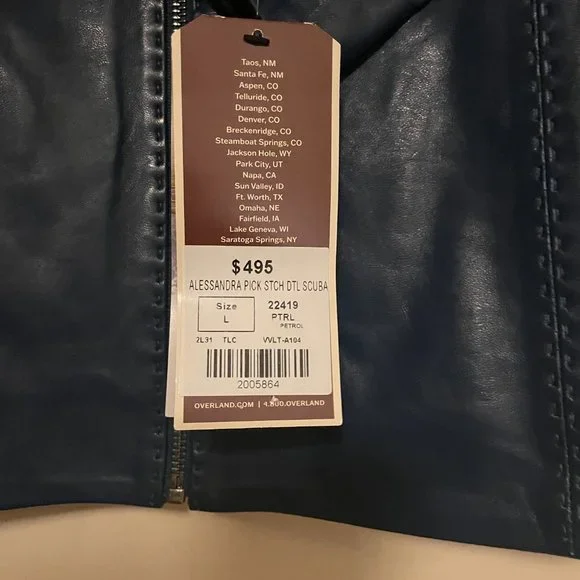 Taos, NM
Santa Fe, NM
Aspen, CO
Telluride, CO
Durango, CO
Denver, CO
Breckenridge, CO
Steamboat Springs, CO
Jackson Hole, WY
Park City, UT
Napa, CA
Sun Valley, ID
Ft. Worth, TX
Omaha, NE
Fairfield, IA
Lake Geneva, WI
Saratoga Springs, NY
$495
ALESSANDRA PICK STCH DTL SCUBA
Size 22419
L PTRL
PETROL
2L31 TLC VVLT-A104
2005864
OVERLAND.COM | 4.800.OVERLAND